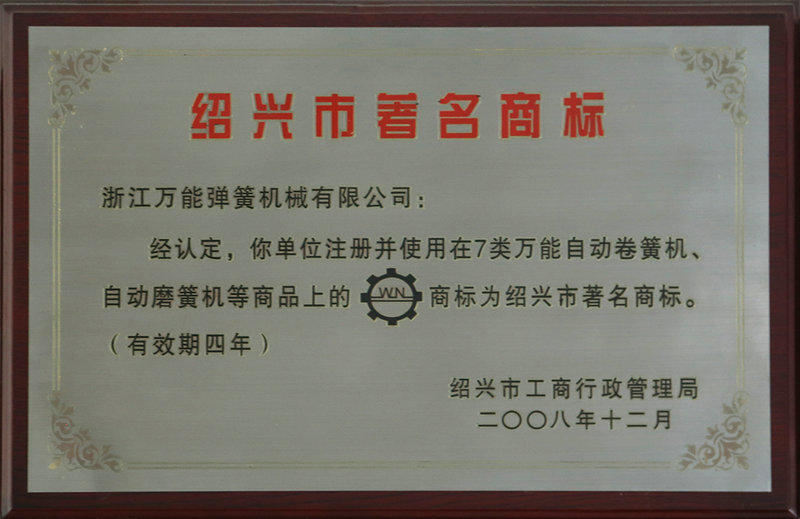 绍兴市著名商标
浙江万能弹簧机械有限公司：
经认定，你单位注册并使用在7类万能自动卷簧机、
自动磨簧机等商品上的 WN 商标为绍兴市著名商标。
（有效期四年）
绍兴市工商行政管理局
二〇〇八年十二月